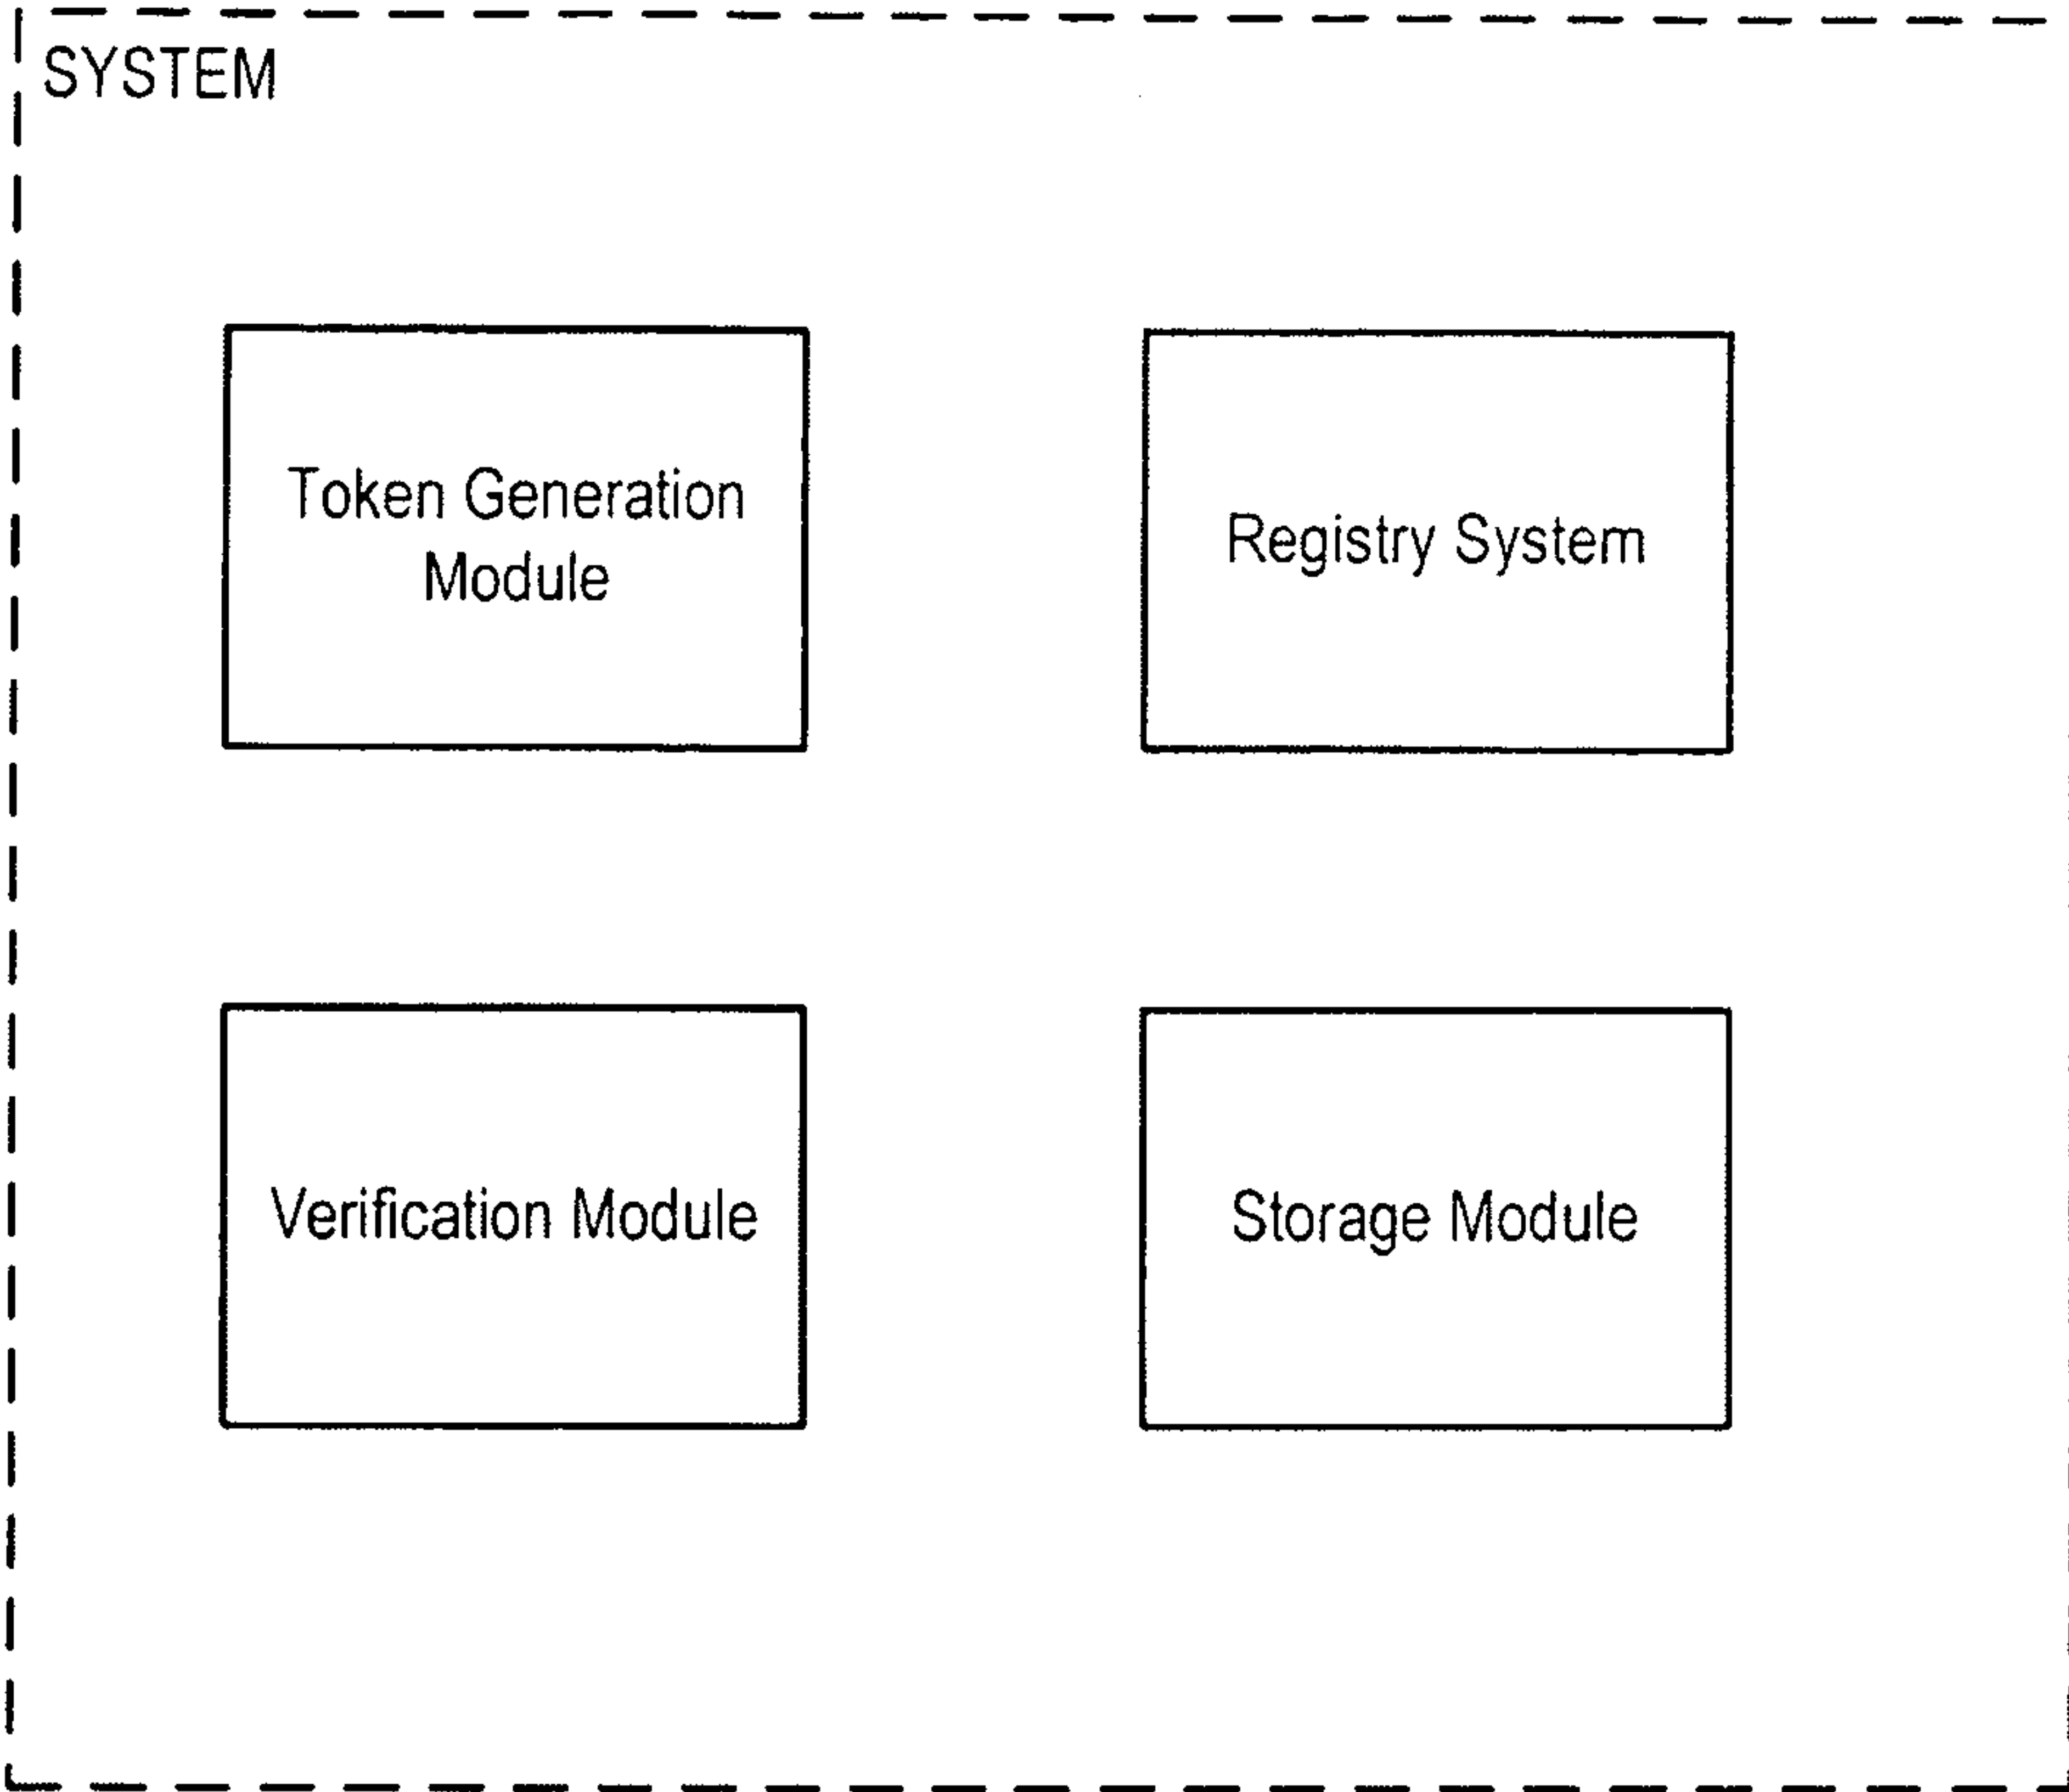 SYSTEM
Token Generation
Module
Registry System
Verification Module
Storage Module